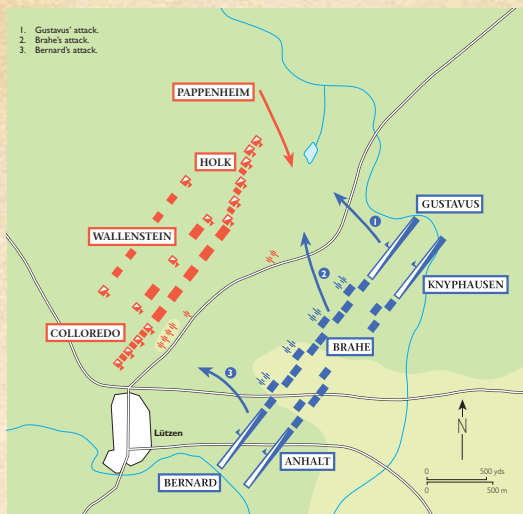 1. Gustavus' attack.
2. Brahe's attack.
3. Bernard's attack.
PAPPENHEIM
HOLK
GUSTAVUS
1
WALLENSTEIN
2
KNYPHAUSEN
COLLOREDO
BRAHE
3
Lützen
N
ANHALT
BERNARD
0 500 yds
0 500 m